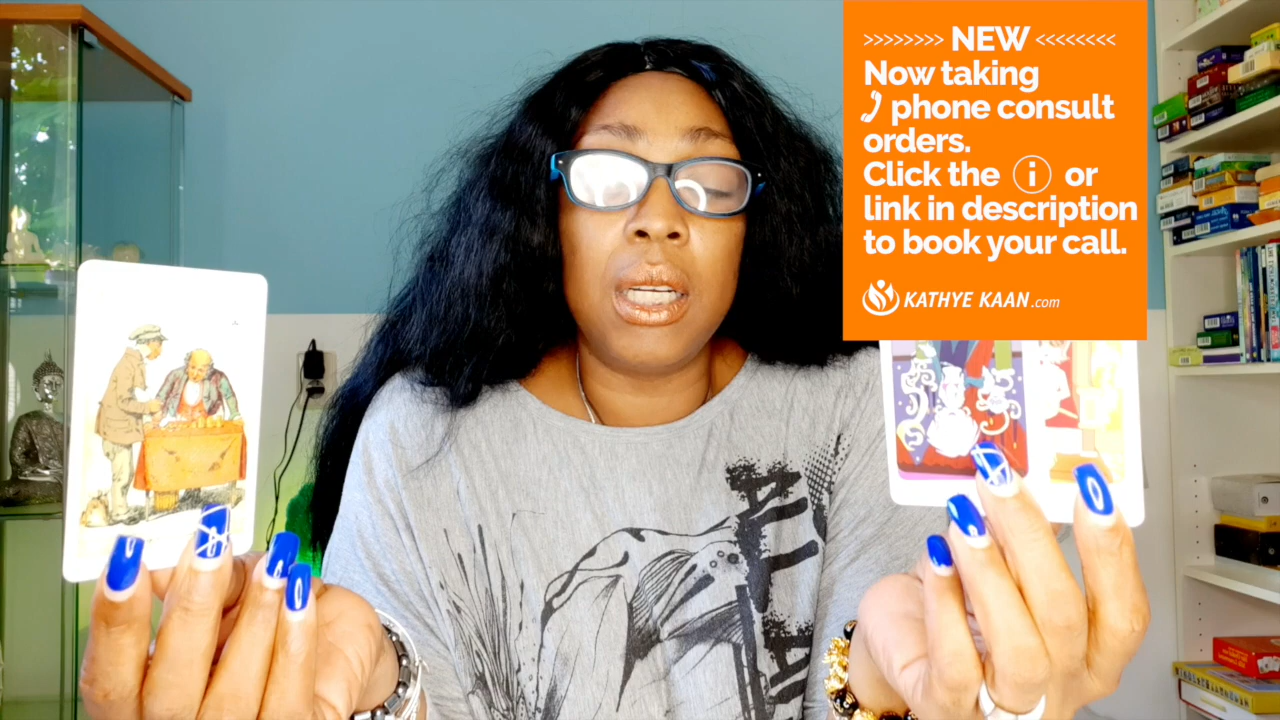 >>>>>>>> NEW <<<<<<<<
Now taking
phone consult
orders.
Click the i or
link in description
to book your call.
KATHYE KAAN.com